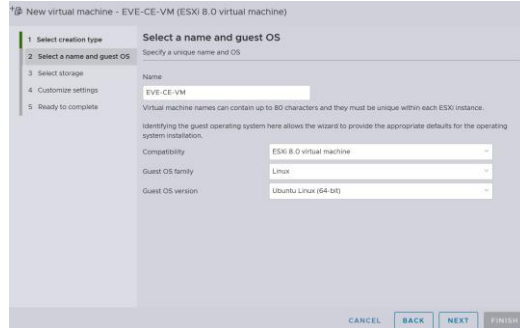 New virtual machine - EVE-CE-VM (ESXi 8.0 virtual machine)
1 Select creation type
2 Select a name and guest OS
3 Select storage
4 Customize settings
5 Ready to complete
Select a name and guest OS
Specify a unique name and OS
Name
EVE-CE-VM
Virtual machine names can contain up to 80 characters and they must be unique within each ESXi instance.
Identifying the guest operating system here allows the wizard to provide the appropriate defaults for the operating
system installation.
Compatibility
ESXi 8.0 virtual machine
Guest OS family
Linux
Guest OS version
Ubuntu Linux (64-bit)
CANCEL
BACK
NEXT
FINISH